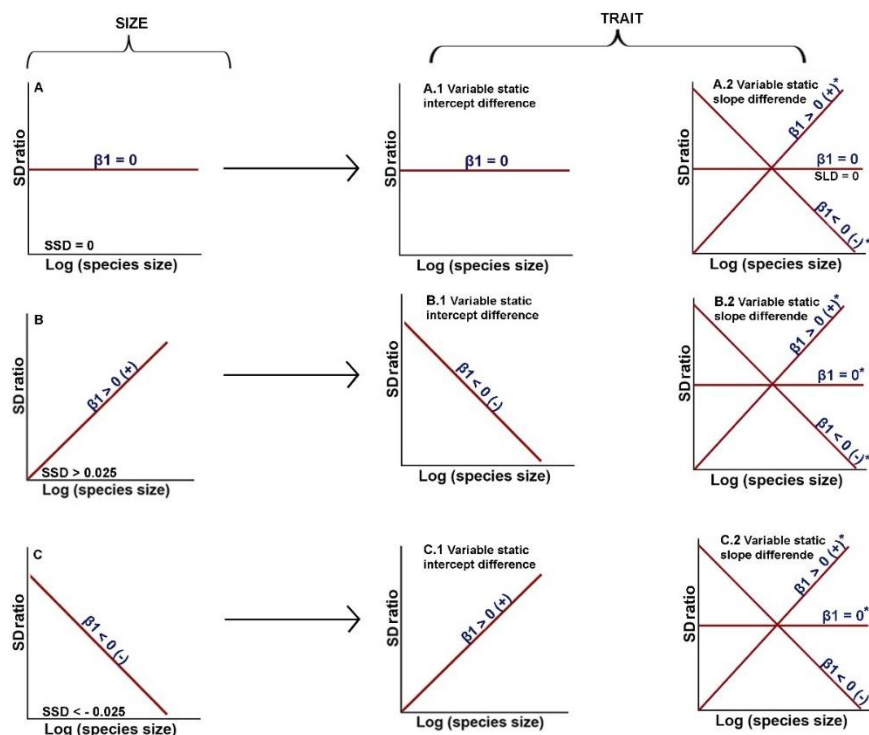 SIZE
TRAIT
A
SD ratio
β1 = 0
SSD = 0
Log (species size)
A.1 Variable static
intercept difference
SD ratio
β1 = 0
Log (species size)
A.2 Variable static
slope differende
SD ratio
β1 > 0 (+)*
β1 = 0
SLD = 0
β1 < 0 (-)*
Log (species size)
B
SD ratio
β1 > 0 (+)
SSD > 0.025
Log (species size)
B.1 Variable static
intercept difference
SD ratio
β1 < 0 (-)
Log (species size)
B.2 Variable static
slope differende
SD ratio
β1 > 0 (+)*
β1 = 0*
β1 < 0 (-)*
Log (species size)
C
SD ratio
β1 < 0 (-)
SSD < - 0.025
Log (species size)
C.1 Variable static
intercept difference
SD ratio
β1 > 0 (+)
Log (species size)
C.2 Variable static
slope differende
SD ratio
β1 > 0 (+)*
β1 = 0*
β1 < 0 (-)
Log (species size)